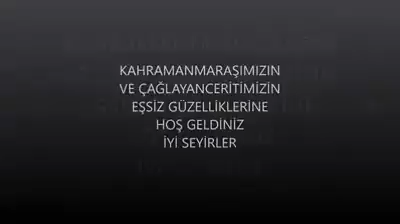 KAHRAMANMARAŞIMIZIN
VE ÇAĞLAYANCERİTİMİZİN
EŞSİZ GÜZELLİKLERİNE
HOŞ GELDİNİZ
İYİ SEYİRLER